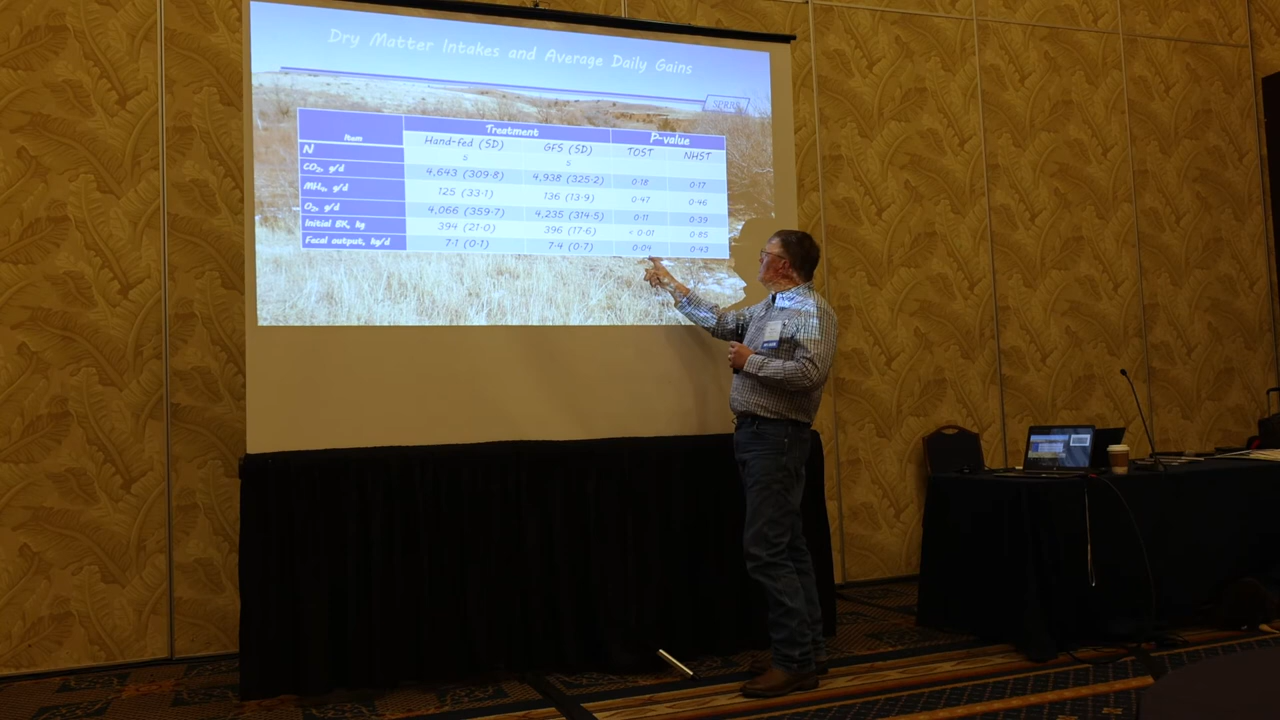 Dry Matter Intakes and Average Daily Gains
SPRRS
Item Treatment P-value
Hand-fed (SD) GFS (SD) TOST NHST
N 5 5
CO₂, g/d 4,643 (309.8) 4,938 (325.2) 0.18 0.17
MH₄, g/d 125 (33.1) 136 (13.9) 0.47 0.46
O₂, g/d 4,066 (359.7) 4,235 (314.5) 0.11 0.39
Initial BW, kg 394 (21.0) 396 (17.6) < 0.01 0.85
Fecal output, kg/d 7.1 (0.1) 7.4 (0.7) 0.04 0.43